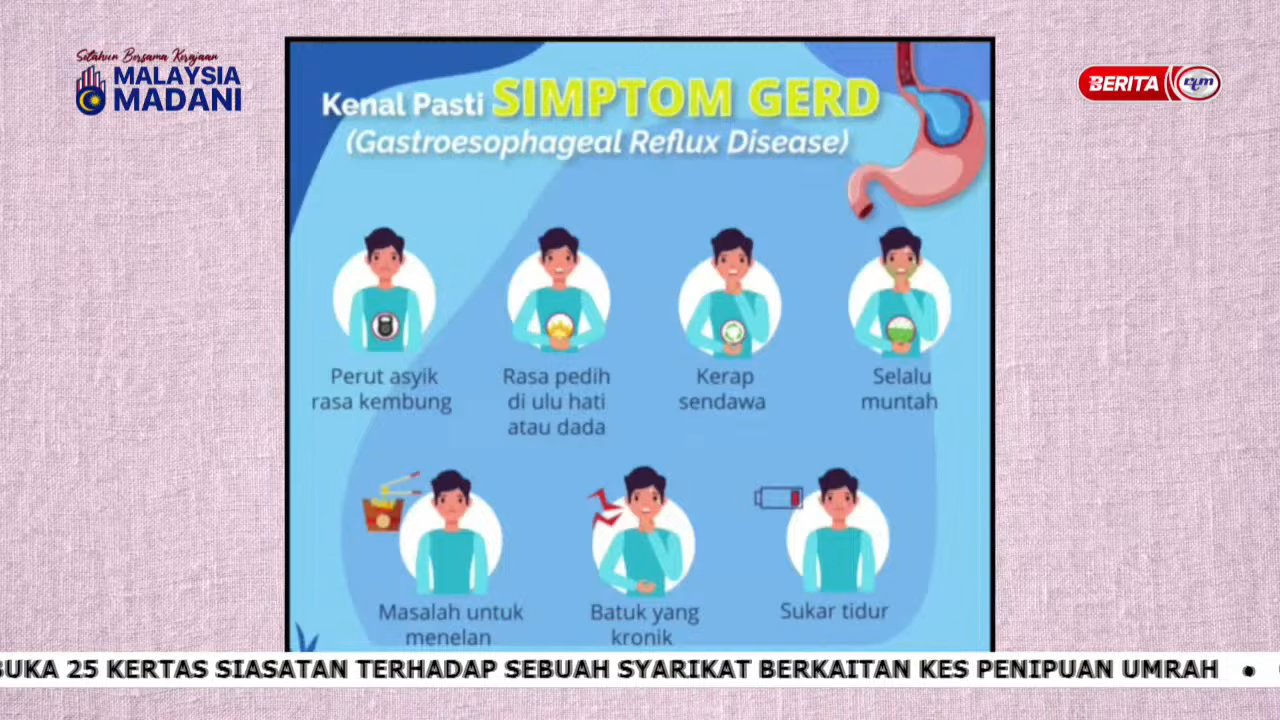 Setahun Bersama Kerajaan
MALAYSIA
MADANI
BERITA
Kenal Pasti SIMPTOM GERD
(Gastroesophageal Reflux Disease)
Perut asyik
rasa kembung
Rasa pedih
di ulu hati
atau dada
Kerap
sendawa
Selalu
muntah
Masalah untuk
menelan
Batuk yang
kronik
Sukar tidur
BUKA 25 KERTAS SIASATAN TERHADAP SEBUAH SYARIKAT BERKAITAN KES PENIPUAN UMRAH •